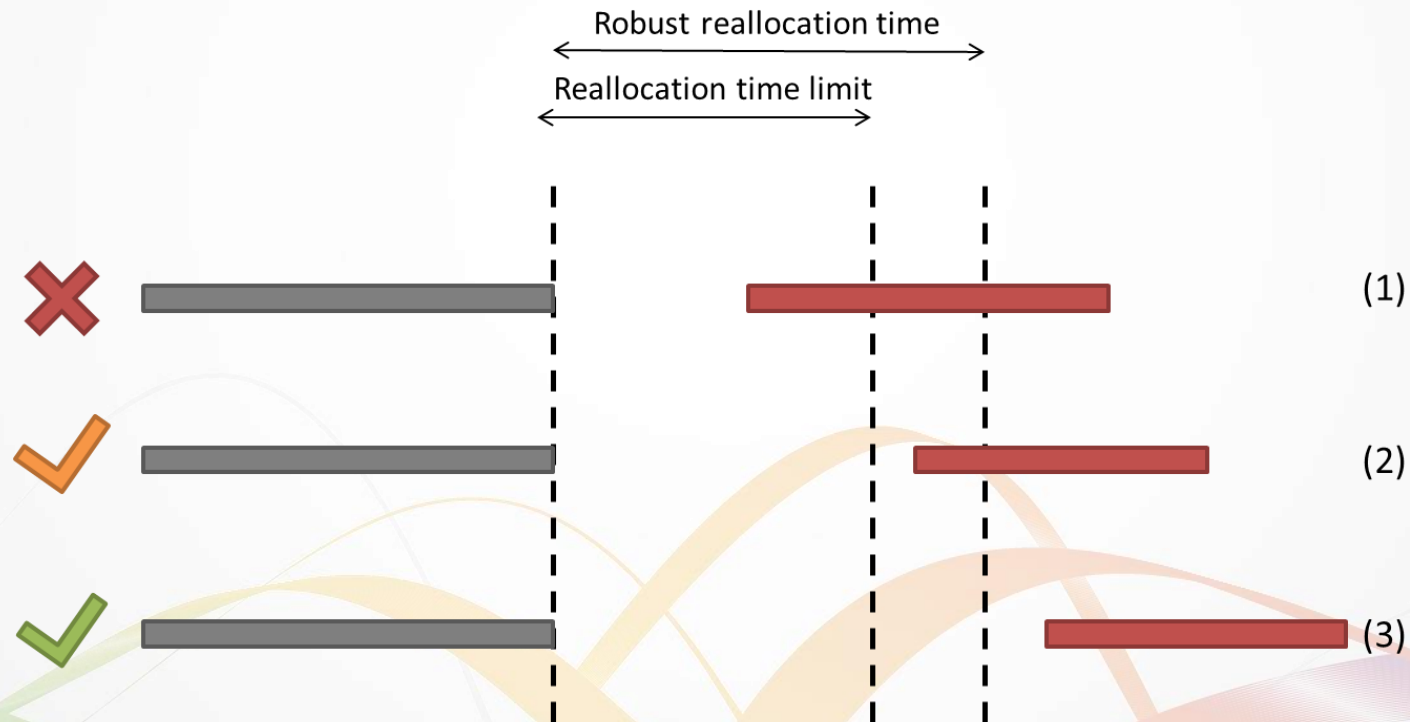 Robust reallocation time
Reallocation time limit
(1)
(2)
(3)